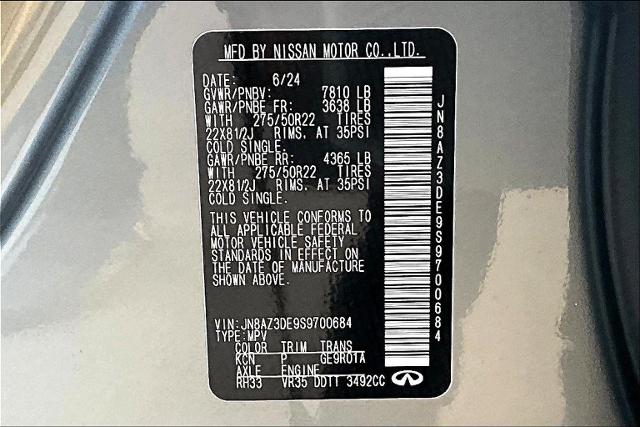 MFD BY NISSAN MOTOR CO.,LTD.
DATE: 6/24
GVWR/PNBV: 7810 LB
GAWR/PNBE FR: 3638 LB
WITH 275/50R22 TIRES
22X81/2J RIMS. AT 35PSI
COLD SINGLE.
GAWR/PNBE RR: 4365 LB
WITH 275/50R22 TIRES
22X81/2J RIMS. AT 35PSI
COLD SINGLE.
THIS VEHICLE CONFORMS TO
ALL APPLICABLE FEDERAL
MOTOR VEHICLE SAFETY
STANDARDS IN EFFECT ON
THE DATE OF MANUFACTURE
SHOWN ABOVE.
VIN: JN8AZ3DE9S9700684
TYPE: MPV
COLOR TRIM TRANS
KCN P GE9R01A
AXLE ENGINE
RH33 VR35 DDTT 3492CC
JN8AZ3DE9S9700684